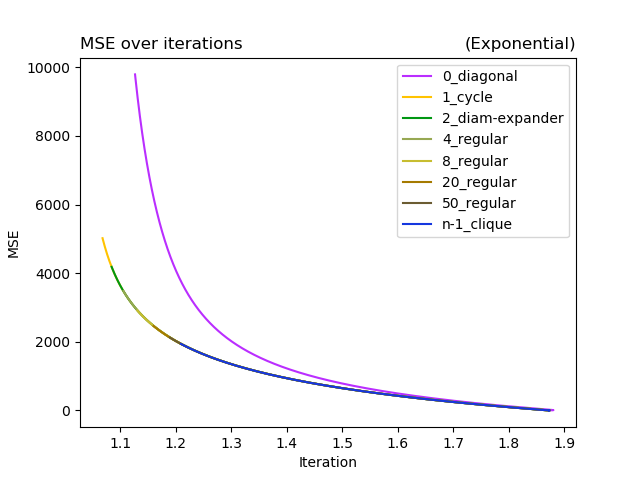 MSE over iterations (Exponential)
10000
8000
6000
4000
2000
0
MSE
0_diagonal
1_cycle
2_diam-expander
4_regular
8_regular
20_regular
50_regular
n-1_clique
1.1 1.2 1.3 1.4 1.5 1.6 1.7 1.8 1.9
Iteration